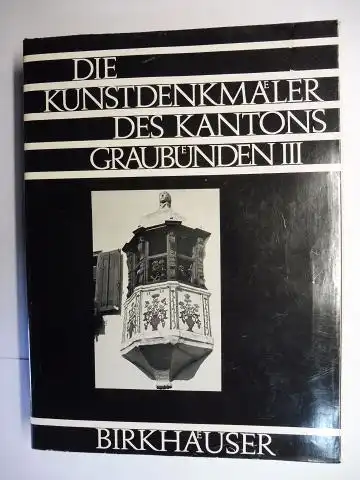 DIE
KUNSTDENKMÄLER
DES KANTONS
GRAUBÜNDEN III
BIRKHÄUSER